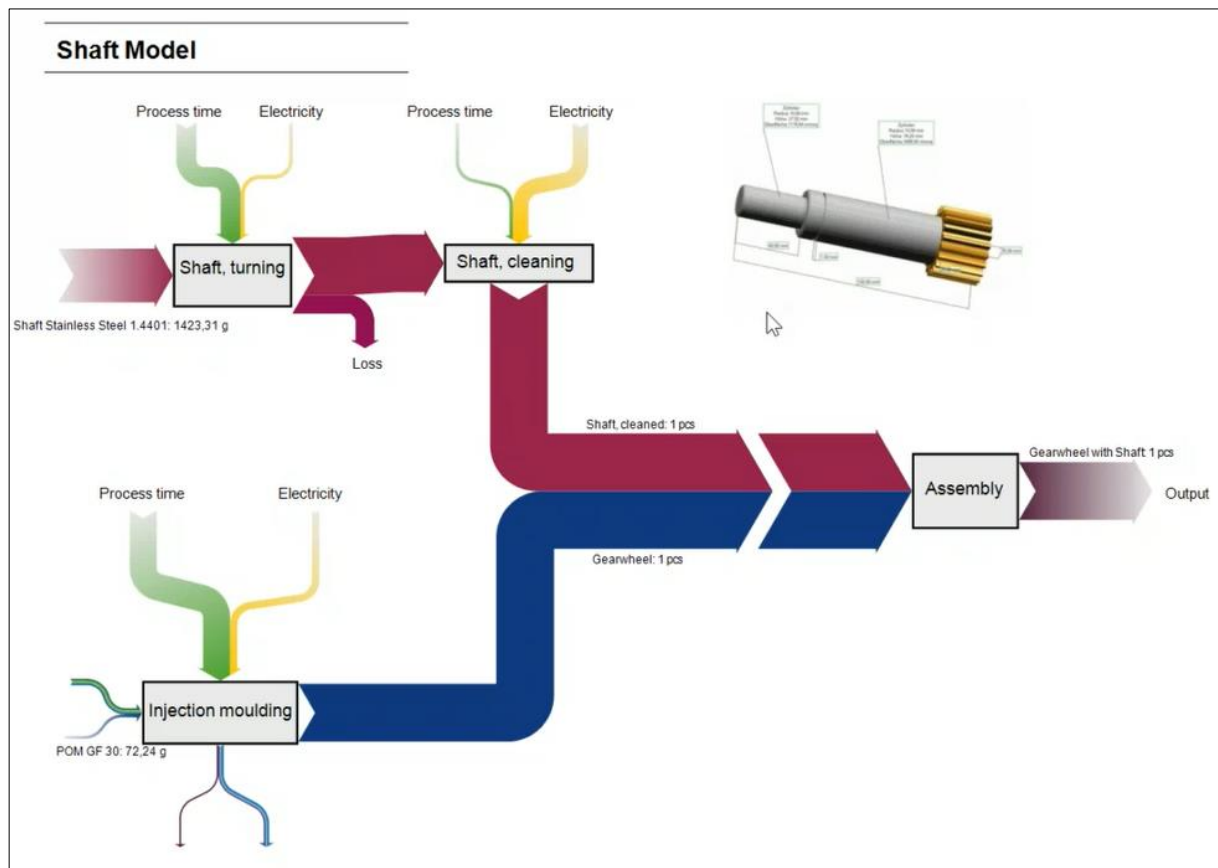 Shaft Model
Process time
Electricity
Process time
Electricity
Shaft, turning
Shaft, cleaning
Shaft Stainless Steel 1.4401: 1423,31 g
Loss
Shaft, cleaned: 1 pcs
Gearwheel with Shaft: 1 pcs
Assembly
Output
Process time
Electricity
Gearwheel: 1 pcs
Injection moulding
POM GF 30: 72,24 g